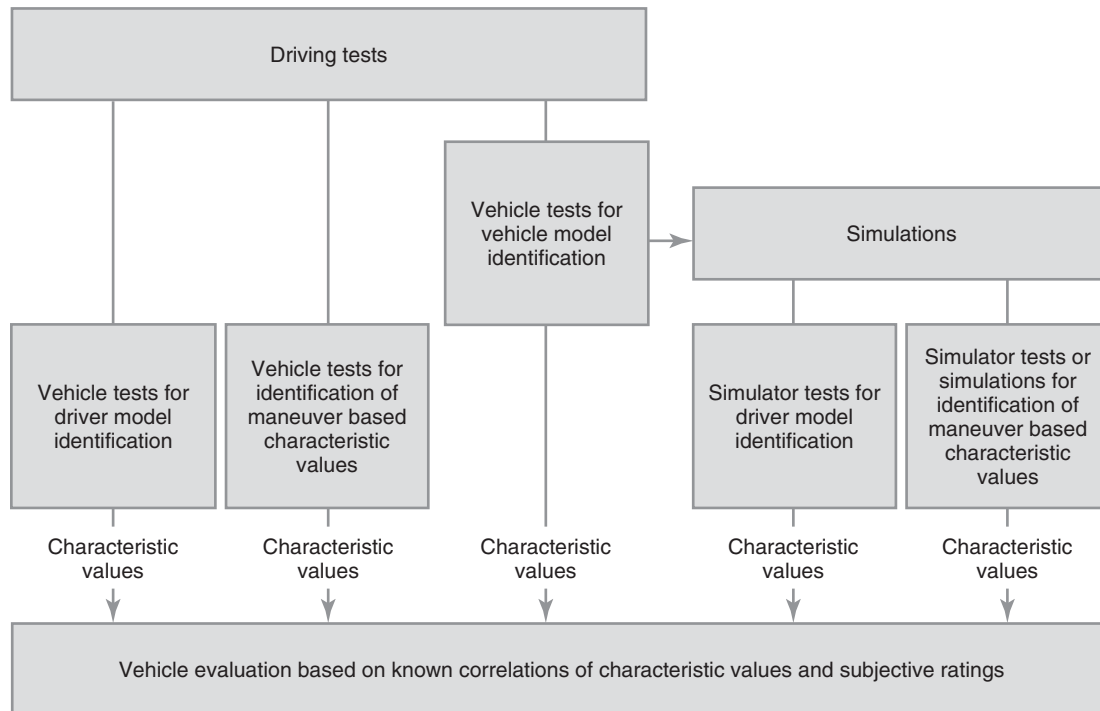 Driving tests
Vehicle tests for
vehicle model
identification
Simulations
Vehicle tests for
driver model
identification
Vehicle tests for
identification of
maneuver based
characteristic
values
Simulator tests for
driver model
identification
Simulator tests or
simulations for
identification of
maneuver based
characteristic
values
Characteristic
values
Characteristic
values
Characteristic
values
Characteristic
values
Characteristic
values
Vehicle evaluation based on known correlations of characteristic values and subjective ratings